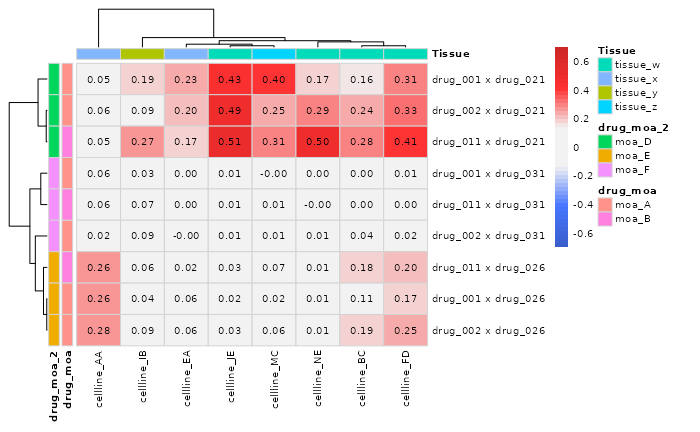 Tissue
0.05 0.19 0.23 0.43 0.40 0.17 0.16 0.31 drug_001 x drug_021
0.06 0.09 0.20 0.49 0.25 0.29 0.24 0.33 drug_002 x drug_021
0.05 0.27 0.17 0.51 0.31 0.50 0.28 0.41 drug_011 x drug_021
0.06 0.03 0.00 0.01 -0.00 0.00 0.00 0.01 drug_001 x drug_031
0.06 0.07 0.00 0.01 0.01 -0.00 0.00 0.00 drug_011 x drug_031
0.02 0.09 -0.00 0.01 0.01 0.01 0.04 0.02 drug_002 x drug_031
0.26 0.06 0.02 0.03 0.07 0.01 0.18 0.20 drug_011 x drug_026
0.26 0.04 0.06 0.02 0.02 0.01 0.11 0.17 drug_001 x drug_026
0.28 0.09 0.06 0.03 0.06 0.01 0.19 0.25 drug_002 x drug_026
drug_moa_2
drug_moa
cellline_AA
cellline_IB
cellline_EA
cellline_JE
cellline_MC
cellline_NE
cellline_BC
cellline_FD
0.6
0.4
0.2
0
-0.2
-0.4
-0.6
Tissue
tissue_w
tissue_x
tissue_y
tissue_z
drug_moa_2
moa_D
moa_E
moa_F
drug_moa
moa_A
moa_B